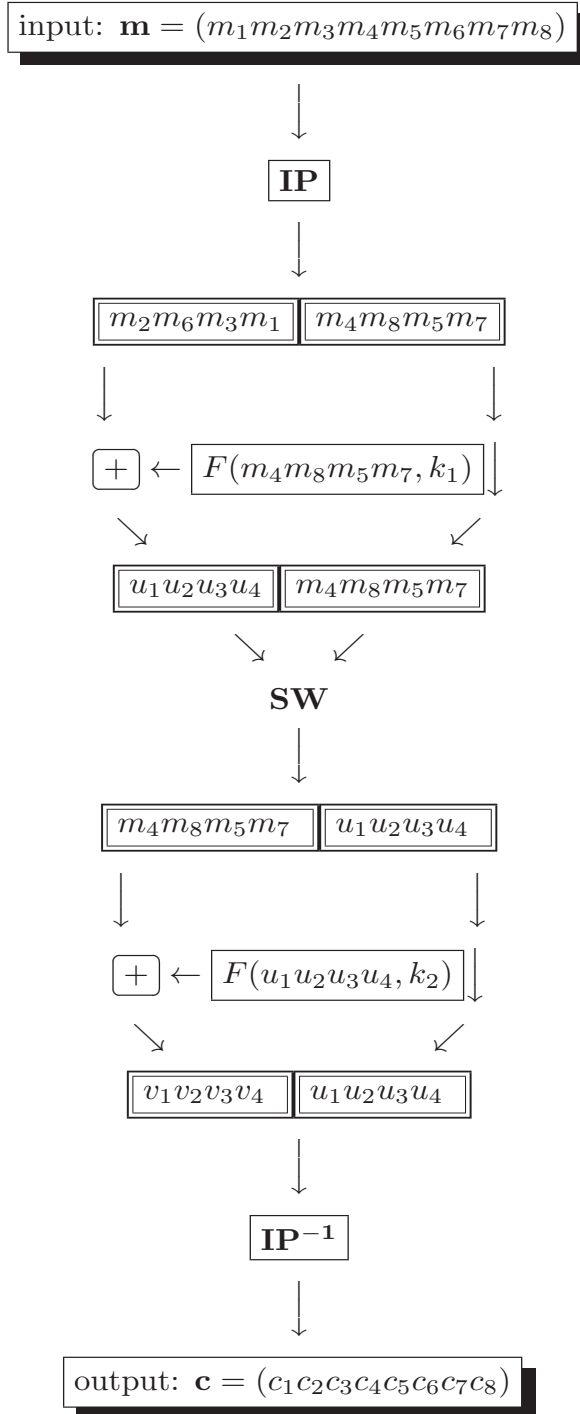 input: m = (m₁m₂m₃m₄m₅m₆m₇m₈)
IP
m₂m₆m₃m₁ m₄m₈m₅m₇
+ ← F(m₄m₈m₅m₇, k₁)
u₁u₂u₃u₄ m₄m₈m₅m₇
SW
m₄m₈m₅m₇ u₁u₂u₃u₄
+ ← F(u₁u₂u₃u₄, k₂)
v₁v₂v₃v₄ u₁u₂u₃u₄
IP⁻¹
output: c = (c₁c₂c₃c₄c₅c₆c₇c₈)